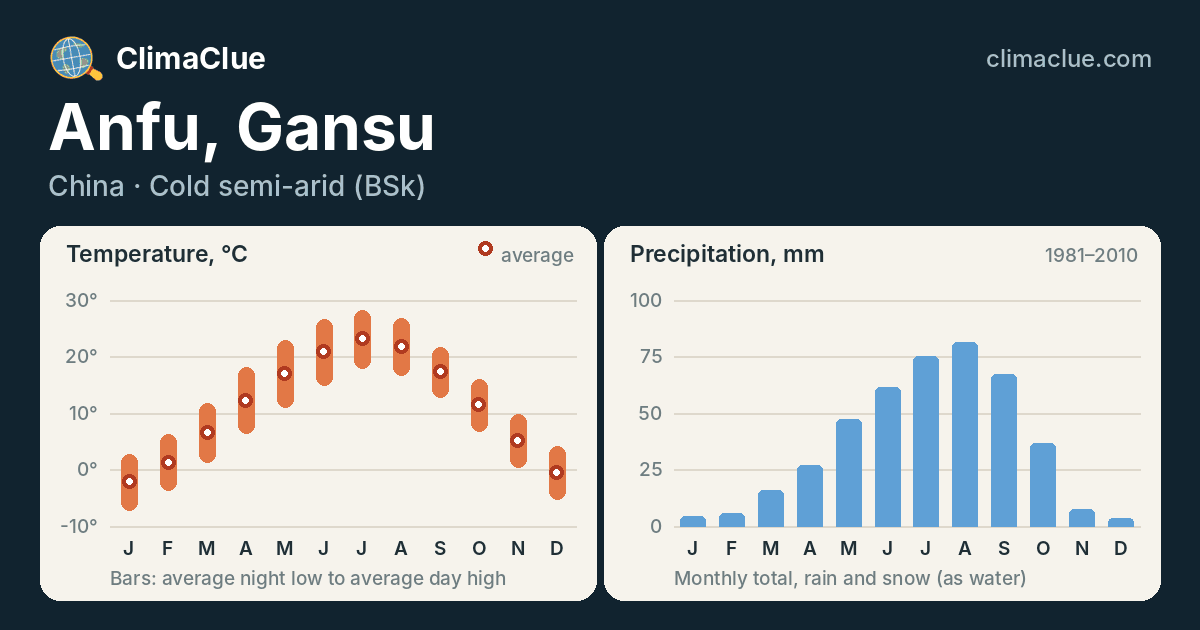 ClimaClue
climaclue.com
Anfu, Gansu
China · Cold semi-arid (BSk)
Temperature, °C
average
30°
20°
10°
0°
-10°
J F M A M J J A S O N D
Bars: average night low to average day high
Precipitation, mm
1981–2010
100
75
50
25
0
J F M A M J J A S O N D
Monthly total, rain and snow (as water)